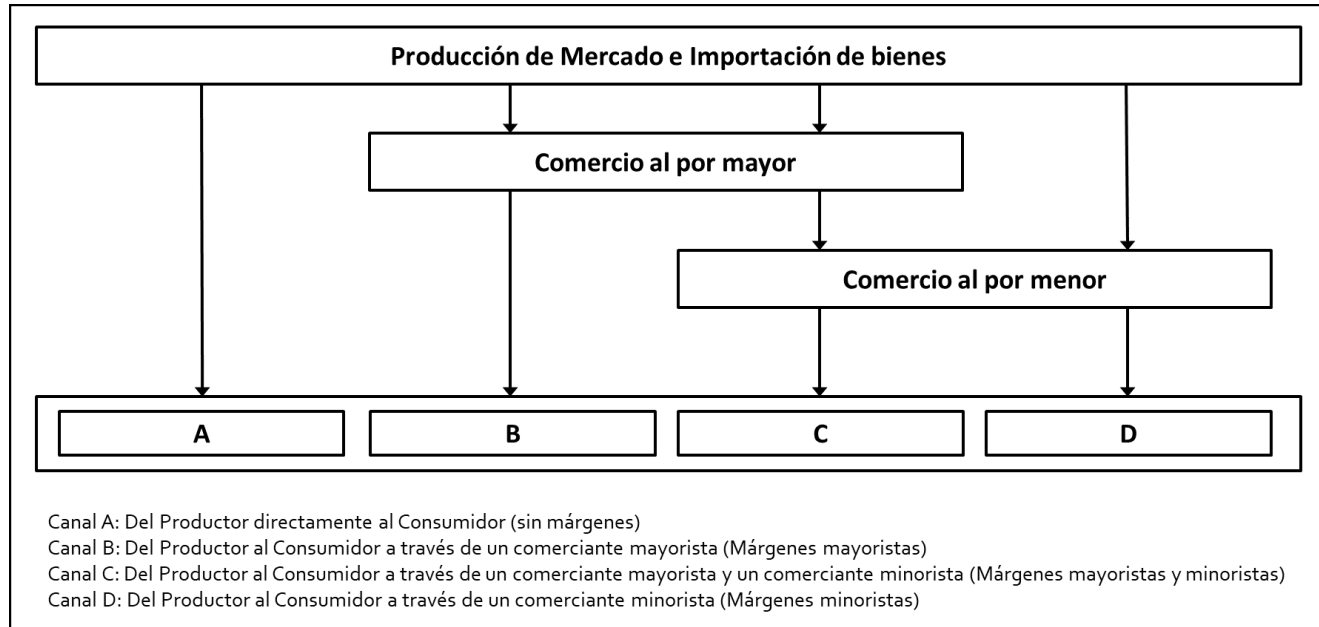 Producción de Mercado e Importación de bienes
Comercio al por mayor
Comercio al por menor
A
B
C
D
Canal A: Del Productor directamente al Consumidor (sin márgenes)
Canal B: Del Productor al Consumidor a través de un comerciante mayorista (Márgenes mayoristas)
Canal C: Del Productor al Consumidor a través de un comerciante mayorista y un comerciante minorista (Márgenes mayoristas y minoristas)
Canal D: Del Productor al Consumidor a través de un comerciante minorista (Márgenes minoristas)